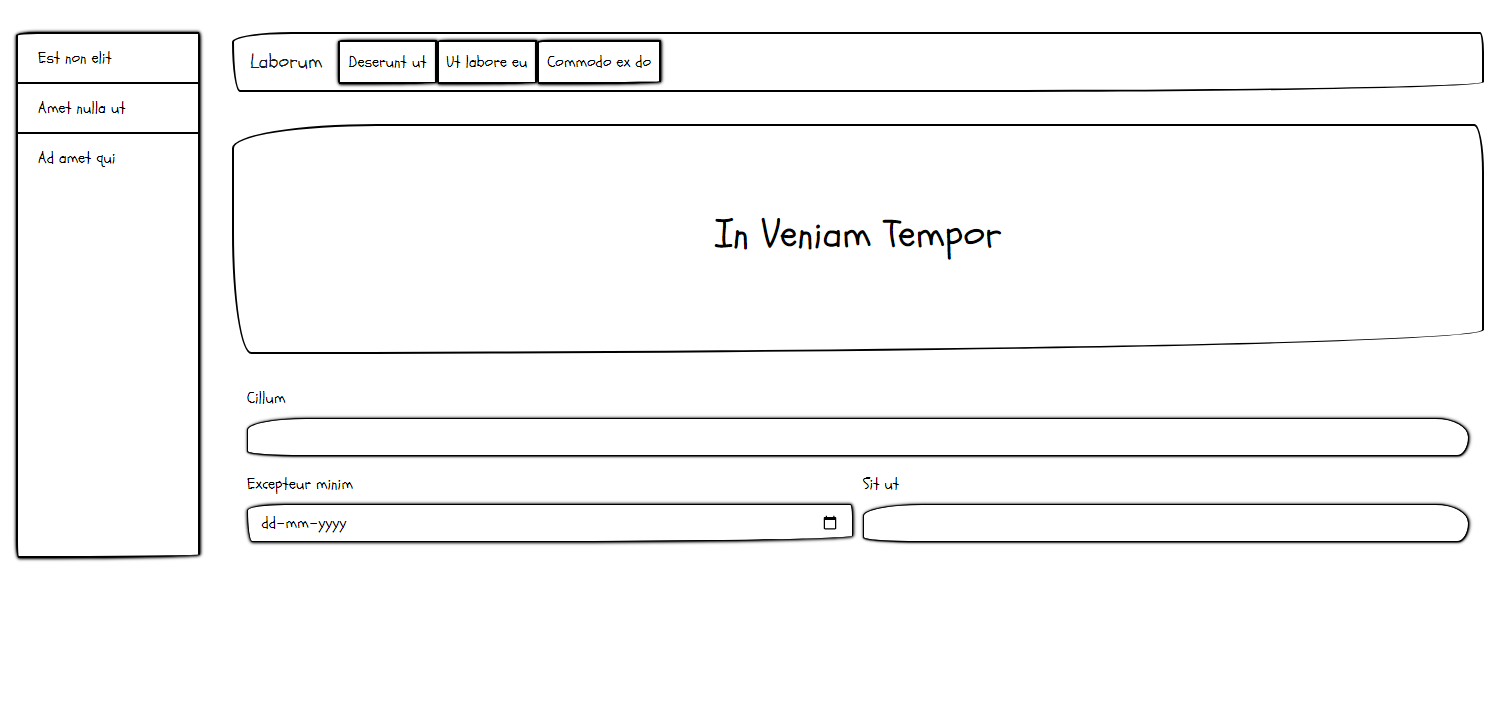 Est non elit
Amet nulla ut
Ad amet qui
Laborum
Deserunt ut
Ut labore eu
Commodo ex do
In Veniam Tempor
Cillum
Excepteur minim
dd-mm-yyyy
Sit ut